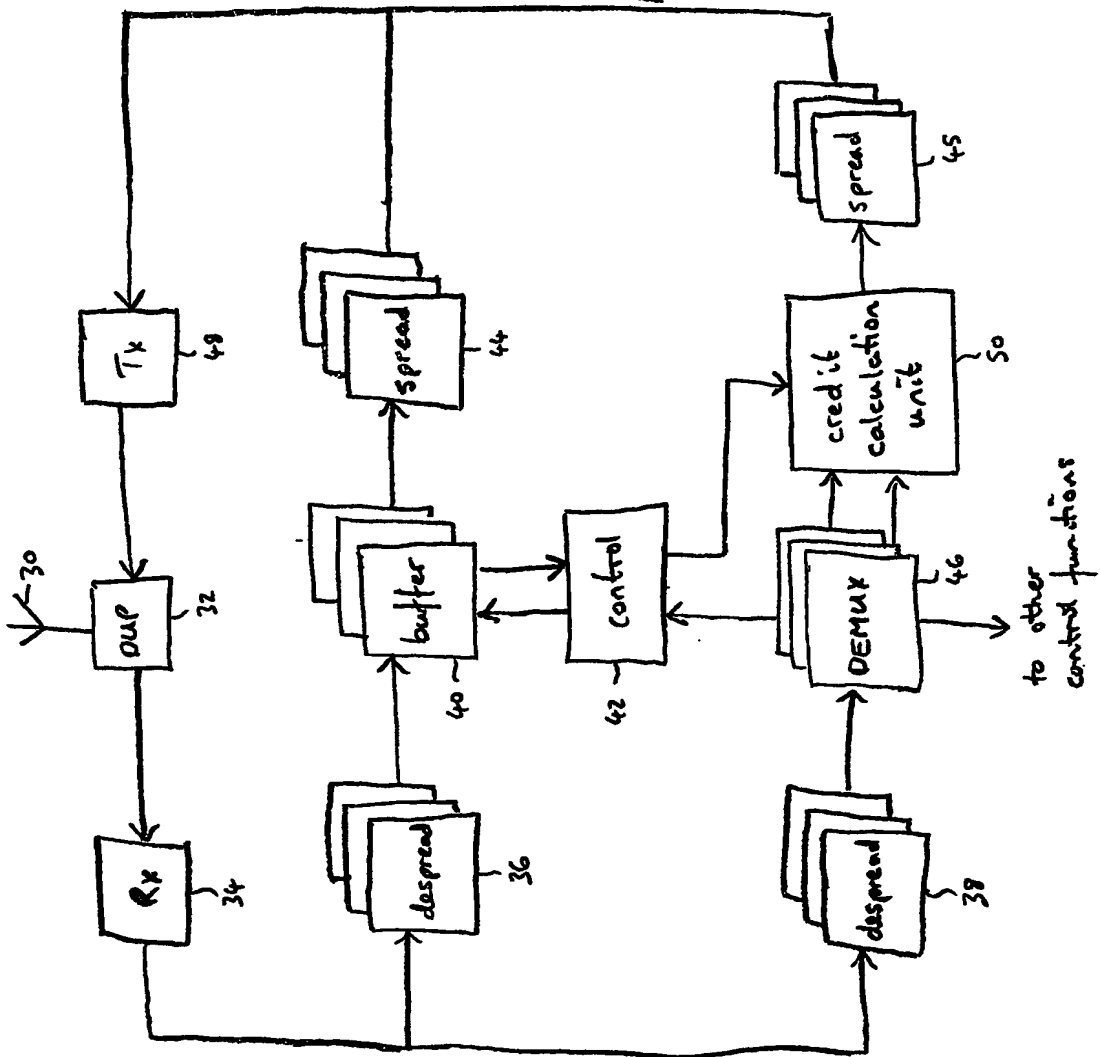 30
DUP
32
Tx
48
Rx
34
spread
44
buffer
40
despread
36
control
42
spread
45
credit
calculation
unit
50
DEMUX
46
to other
control functions
despread
38